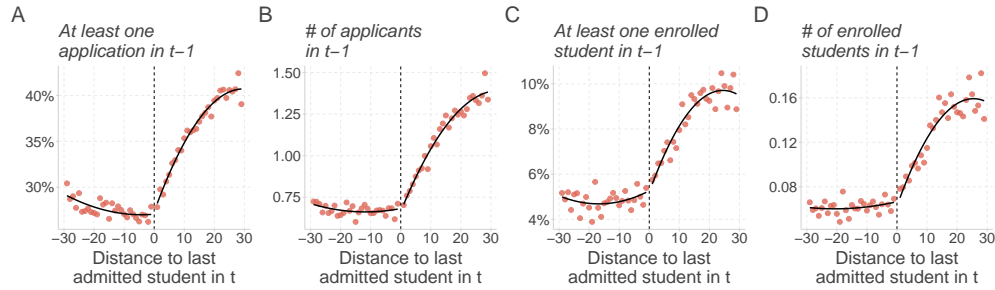 A
At least one
application in t−1
40%
35%
30%
−30 −20 −10 0 10 20 30
Distance to last
admitted student in t
B
# of applicants
in t−1
1.50
1.25
1.00
0.75
−30 −20 −10 0 10 20 30
Distance to last
admitted student in t
C
At least one enrolled
student in t−1
10%
8%
6%
4%
−30 −20 −10 0 10 20 30
Distance to last
admitted student in t
D
# of enrolled
students in t−1
0.16
0.12
0.08
−30 −20 −10 0 10 20 30
Distance to last
admitted student in t